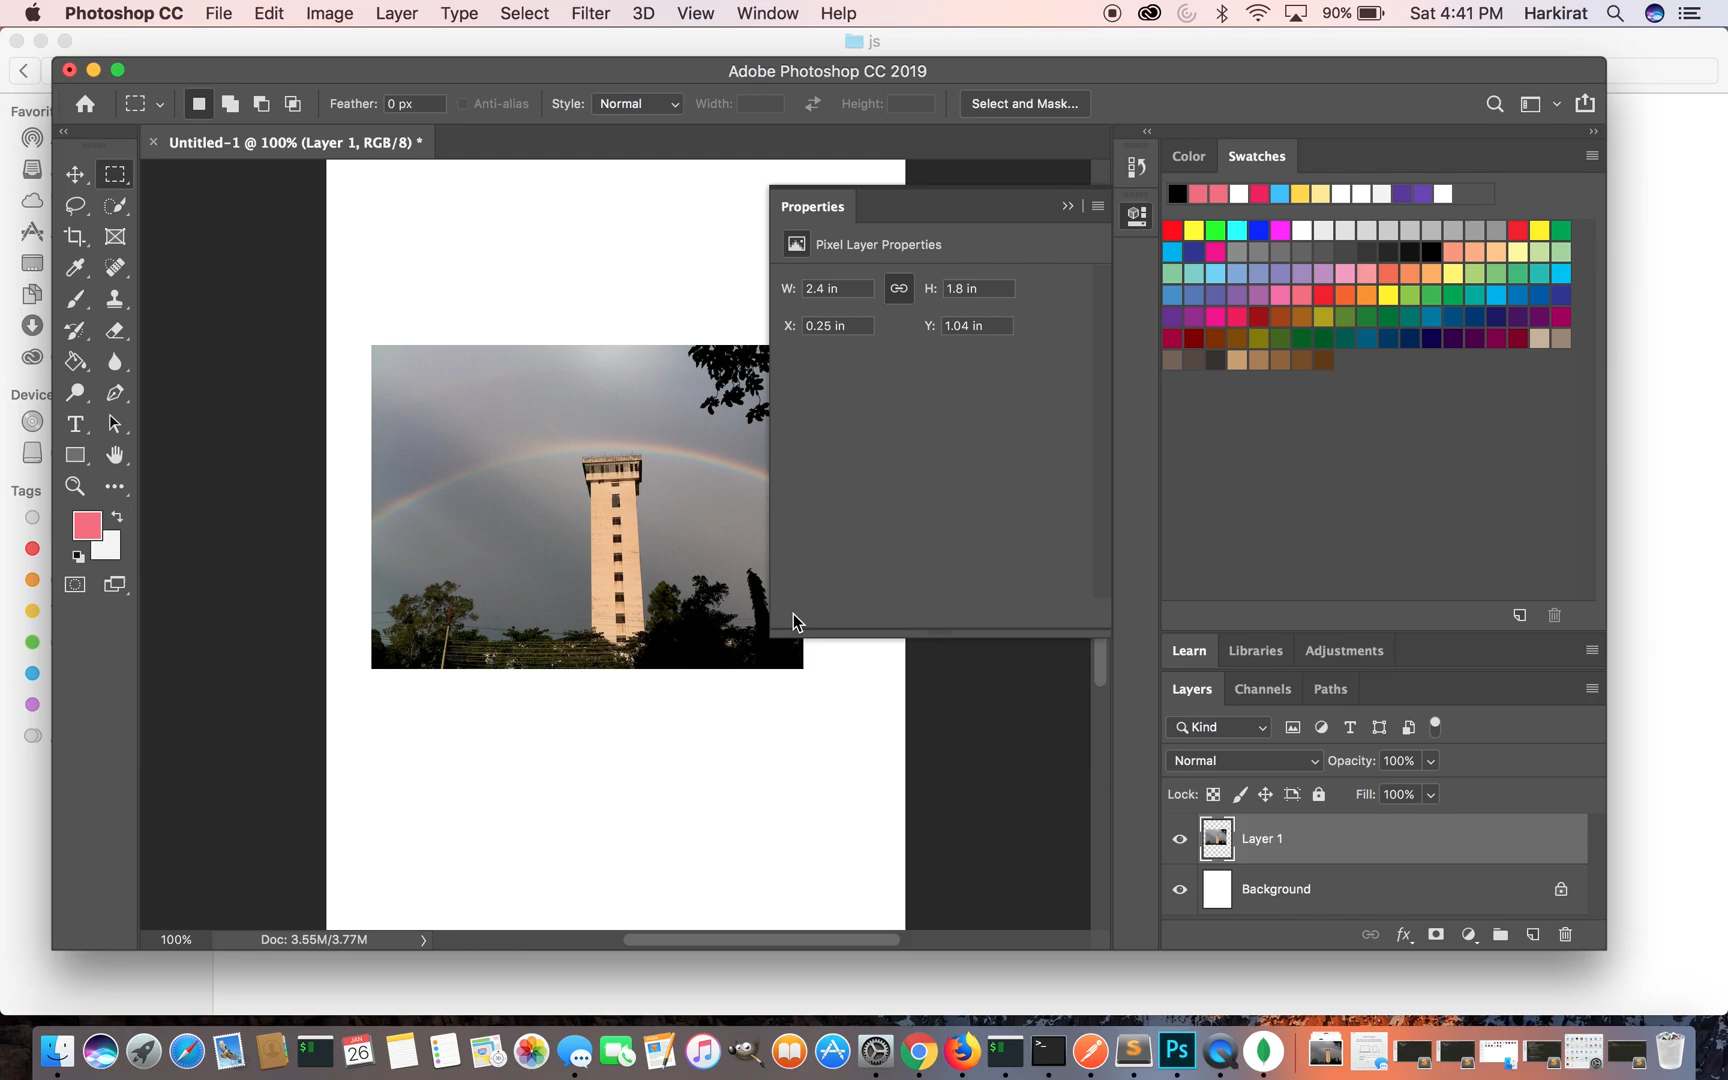 Photoshop CC File Edit Image Layer Type Select Filter 3D View Window Help 90% Sat 4:41 PM Harkirat
js
Adobe Photoshop CC 2019
Feather: 0 px Anti-alias Style: Normal Width: Height: Select and Mask...
Favorit
Untitled-1 @ 100% (Layer 1, RGB/8) *
Color Swatches
Properties
Pixel Layer Properties
W: 2.4 in H: 1.8 in
X: 0.25 in Y: 1.04 in
Device
Tags
Learn Libraries Adjustments
Layers Channels Paths
Kind
Normal Opacity: 100%
Lock: Fill: 100%
Layer 1
Background
100% Doc: 3.55M/3.77M
JAN
26
Ps